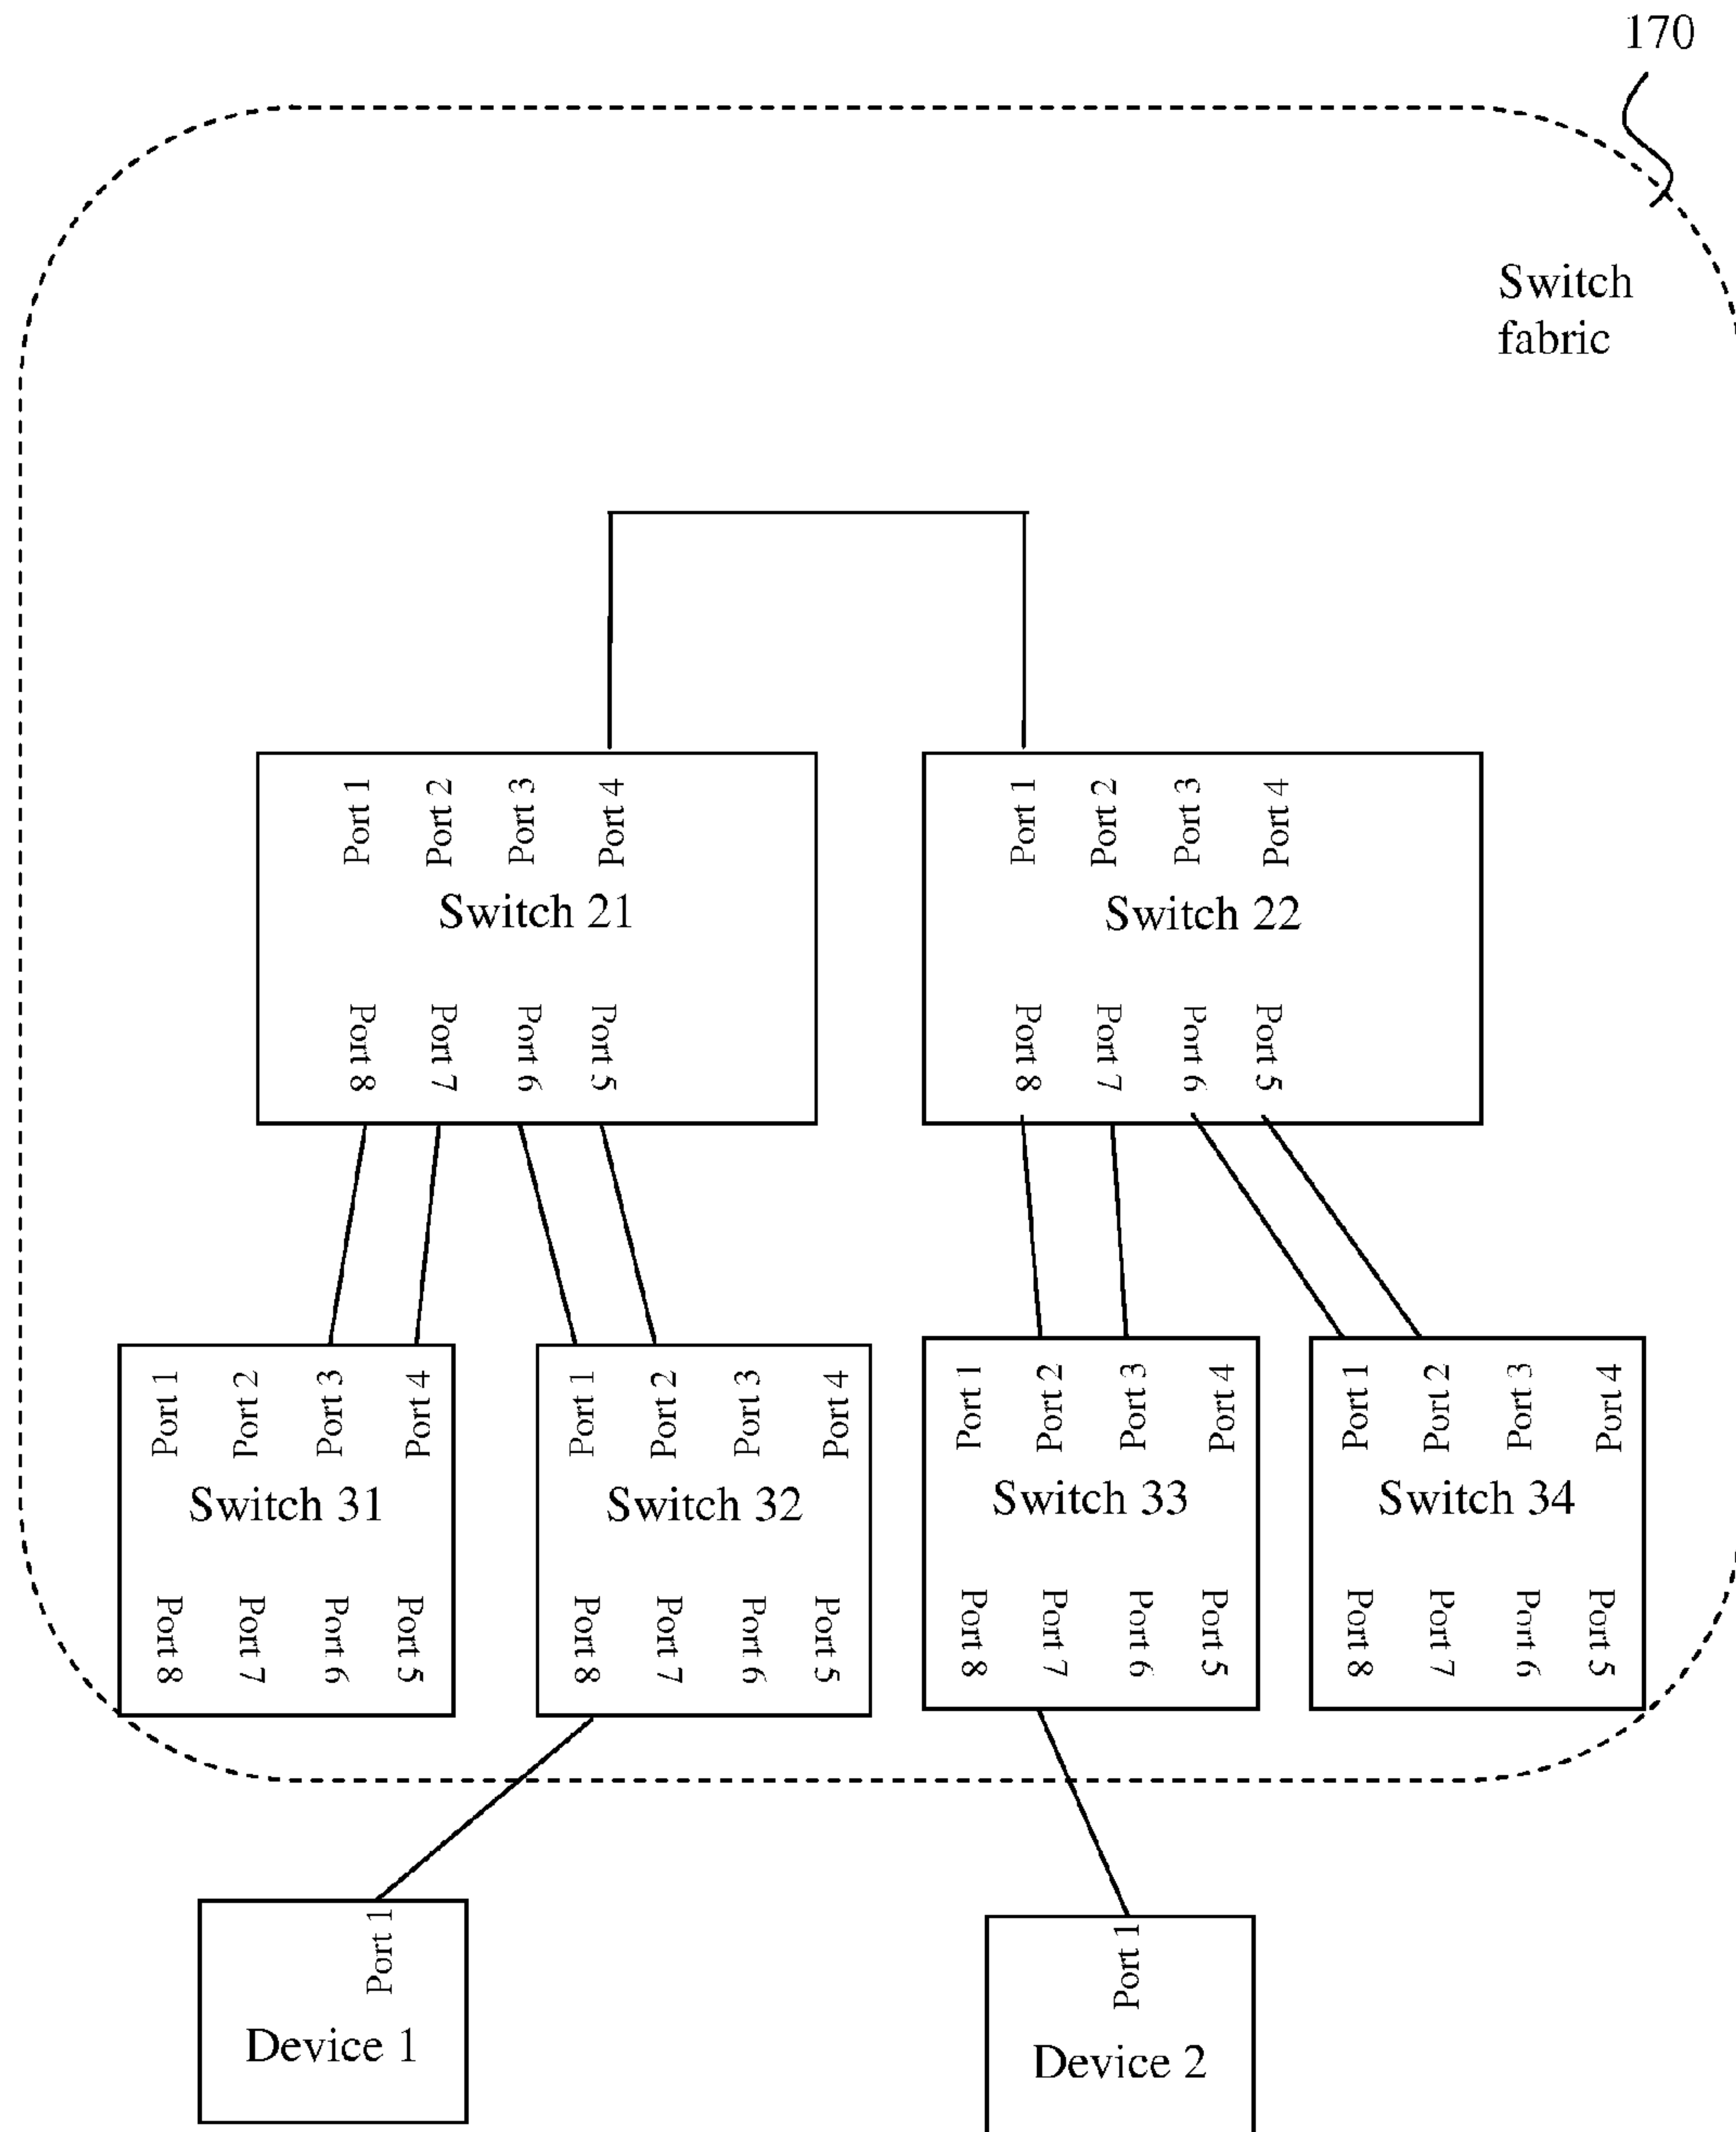 170
Switch
fabric
Port 1 Port 2 Port 3 Port 4
Switch 21
Port 8 Port 7 Port 6 Port 5
Port 1 Port 2 Port 3 Port 4
Switch 22
Port 8 Port 7 Port 6 Port 5
Port 1 Port 2 Port 3 Port 4
Switch 31
Port 8 Port 7 Port 6 Port 5
Port 1 Port 2 Port 3 Port 4
Switch 32
Port 8 Port 7 Port 6 Port 5
Port 1 Port 2 Port 3 Port 4
Switch 33
Port 8 Port 7 Port 6 Port 5
Port 1 Port 2 Port 3 Port 4
Switch 34
Port 8 Port 7 Port 6 Port 5
Port 1
Device 1
Port 1
Device 2